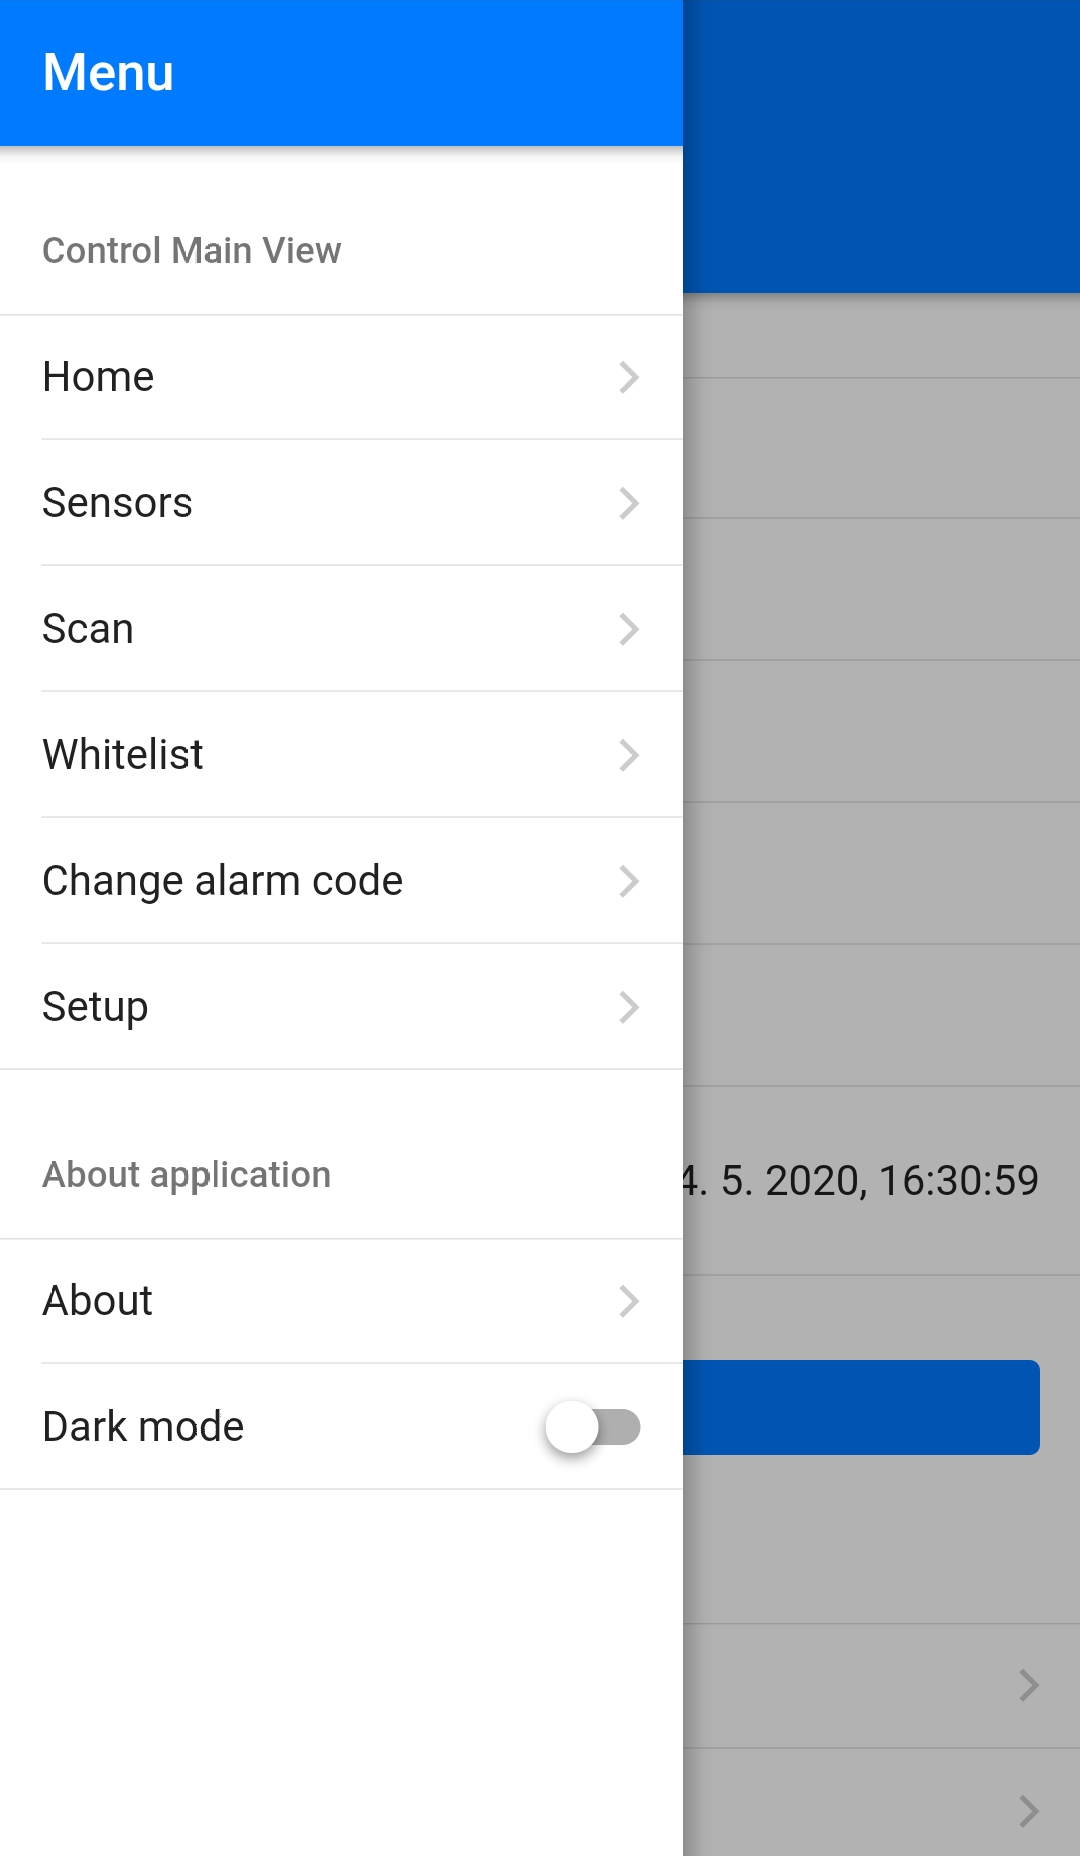 Menu
Control Main View
Home
Sensors
Scan
Whitelist
Change alarm code
Setup
About application
4. 5. 2020, 16:30:59
About
Dark mode